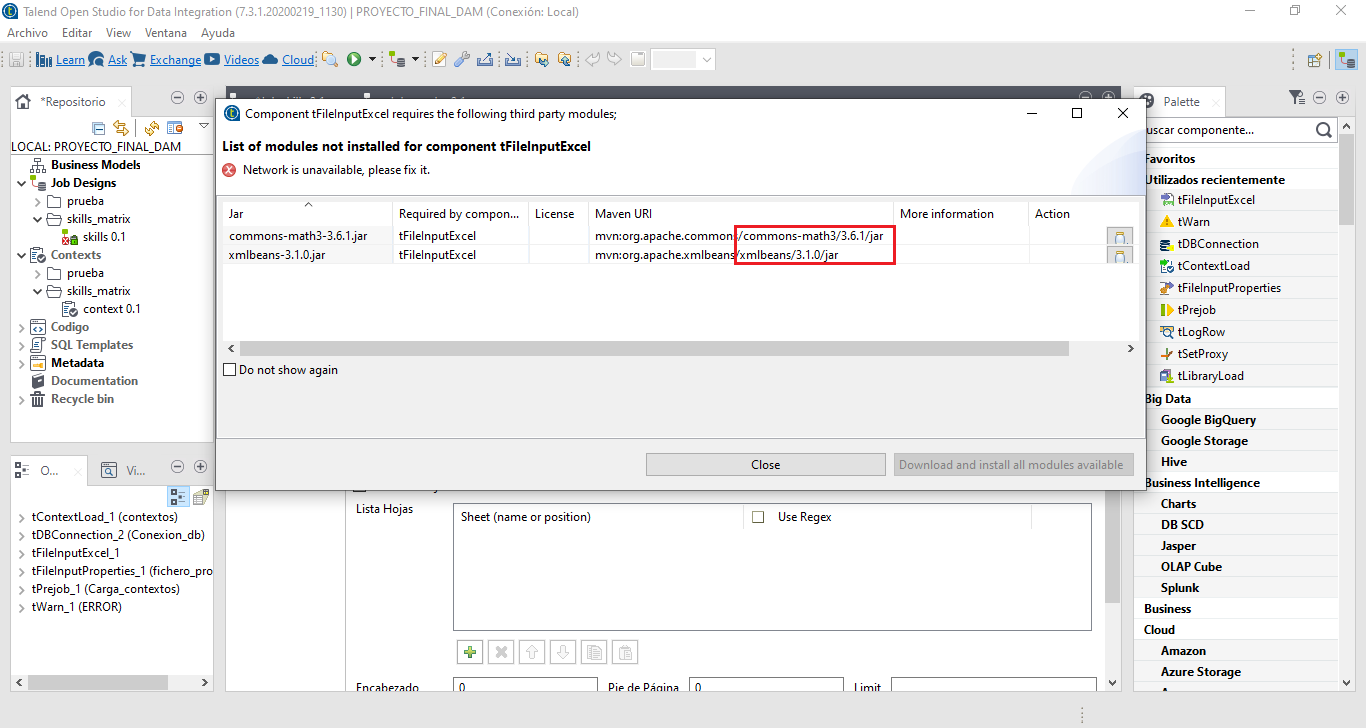 Talend Open Studio for Data Integration (7.3.1.20200219_1130) | PROYECTO_FINAL_DAM (Conexión: Local)
Archivo Editar View Ventana Ayuda
Learn Ask Exchange Videos Cloud
*Repositorio
LOCAL: PROYECTO_FINAL_DAM
Business Models
Job Designs
prueba
skills_matrix
skills 0.1
Contexts
prueba
skills_matrix
context 0.1
Codigo
SQL Templates
Metadata
Documentation
Recycle bin
O... Vi...
tContextLoad_1 (contextos)
tDBConnection_2 (Conexion_db)
tFileInputExcel_1
tFileInputProperties_1 (fichero_pro
tPrejob_1 (Carga_contextos)
tWarn_1 (ERROR)
Component tFileInputExcel requires the following third party modules;
List of modules not installed for component tFileInputExcel
Network is unavailable, please fix it.
Jar Required by compon... License Maven URI More information Action
commons-math3-3.6.1.jar tFileInputExcel mvn:org.apache.common/commons-math3/3.6.1/jar
xmlbeans-3.1.0.jar tFileInputExcel mvn:org.apache.xmlbeans/xmlbeans/3.1.0/jar
Do not show again
Close Download and install all modules available
Lista Hojas Sheet (name or position) Use Regex
Encabezado 0 Pie de Página 0 Limit
Palette
uscar componente...
Favoritos
Utilizados recientemente
tFileInputExcel
tWarn
tDBConnection
tContextLoad
tFileInputProperties
tPrejob
tLogRow
tSetProxy
tLibraryLoad
Big Data
Google BigQuery
Google Storage
Hive
Business Intelligence
Charts
DB SCD
Jasper
OLAP Cube
Splunk
Business
Cloud
Amazon
Azure Storage